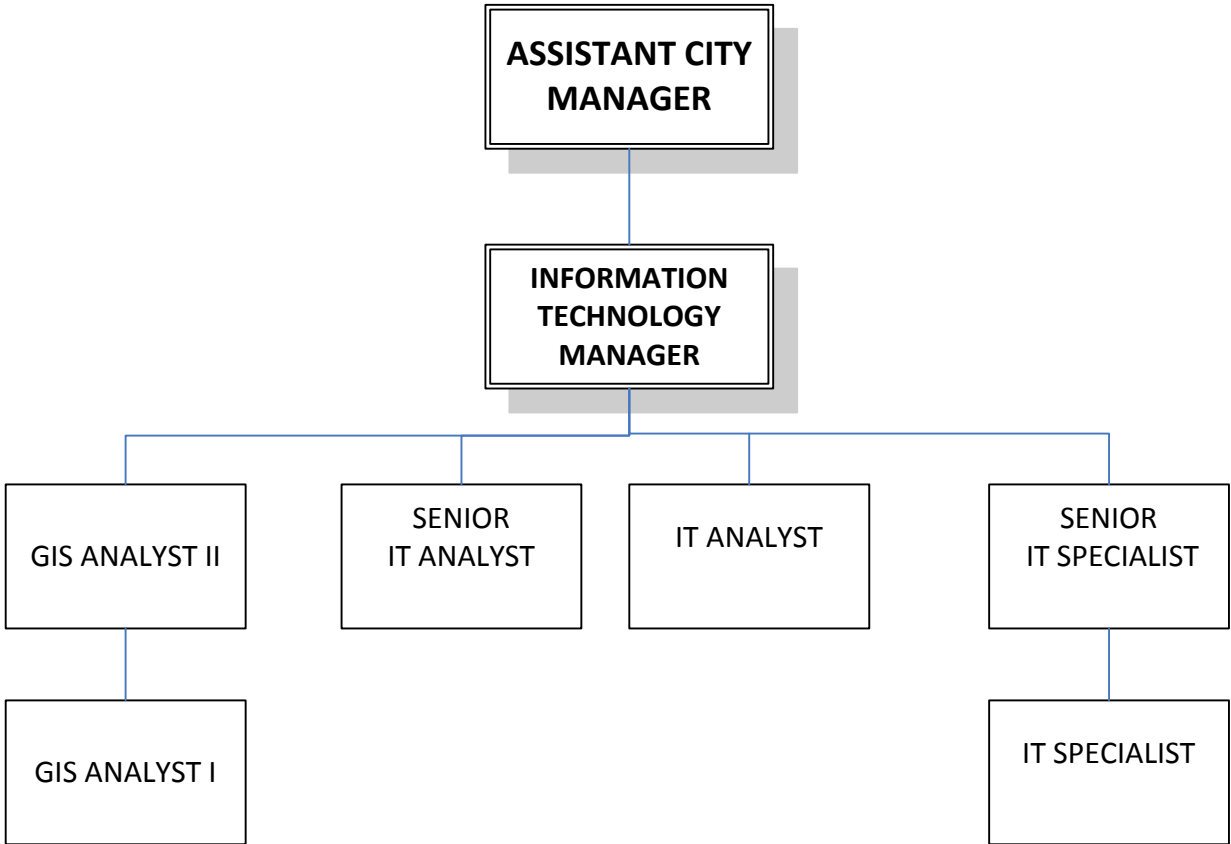 ASSISTANT CITY
MANAGER
INFORMATION
TECHNOLOGY
MANAGER
GIS ANALYST II
SENIOR
IT ANALYST
IT ANALYST
SENIOR
IT SPECIALIST
GIS ANALYST I
IT SPECIALIST